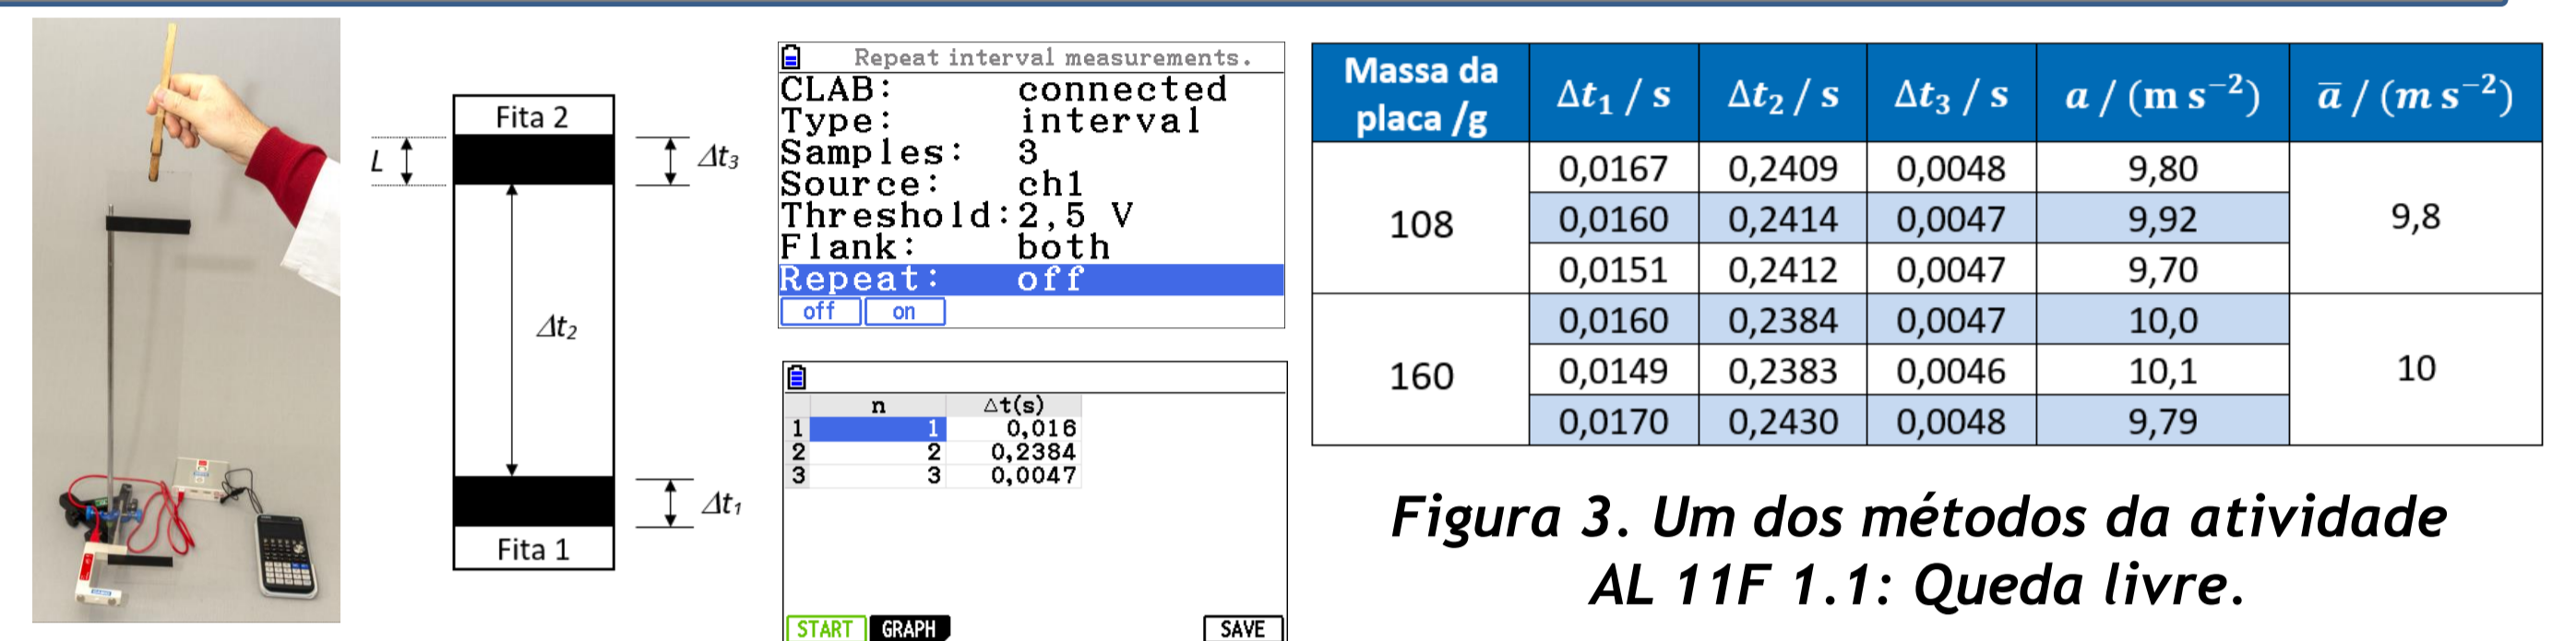 Fita 2
L
Δt3
Δt2
Δt1
Fita 1
Repeat interval measurements.
CLAB: connected
Type: interval
Samples: 3
Source: ch1
Threshold:2,5 V
Flank: both
Repeat: off
off on
n Δt(s)
1 1 0,016
2 2 0,2384
3 3 0,0047
START GRAPH SAVE
Massa da placa /g Δt₁ / s Δt₂ / s Δt₃ / s a / (m s⁻²) a̅ / (m s⁻²)
108 0,0167 0,2409 0,0048 9,80 9,8
0,0160 0,2414 0,0047 9,92
0,0151 0,2412 0,0047 9,70
160 0,0160 0,2384 0,0047 10,0 10
0,0149 0,2383 0,0046 10,1
0,0170 0,2430 0,0048 9,79
Figura 3. Um dos métodos da atividade
AL 11F 1.1: Queda livre.